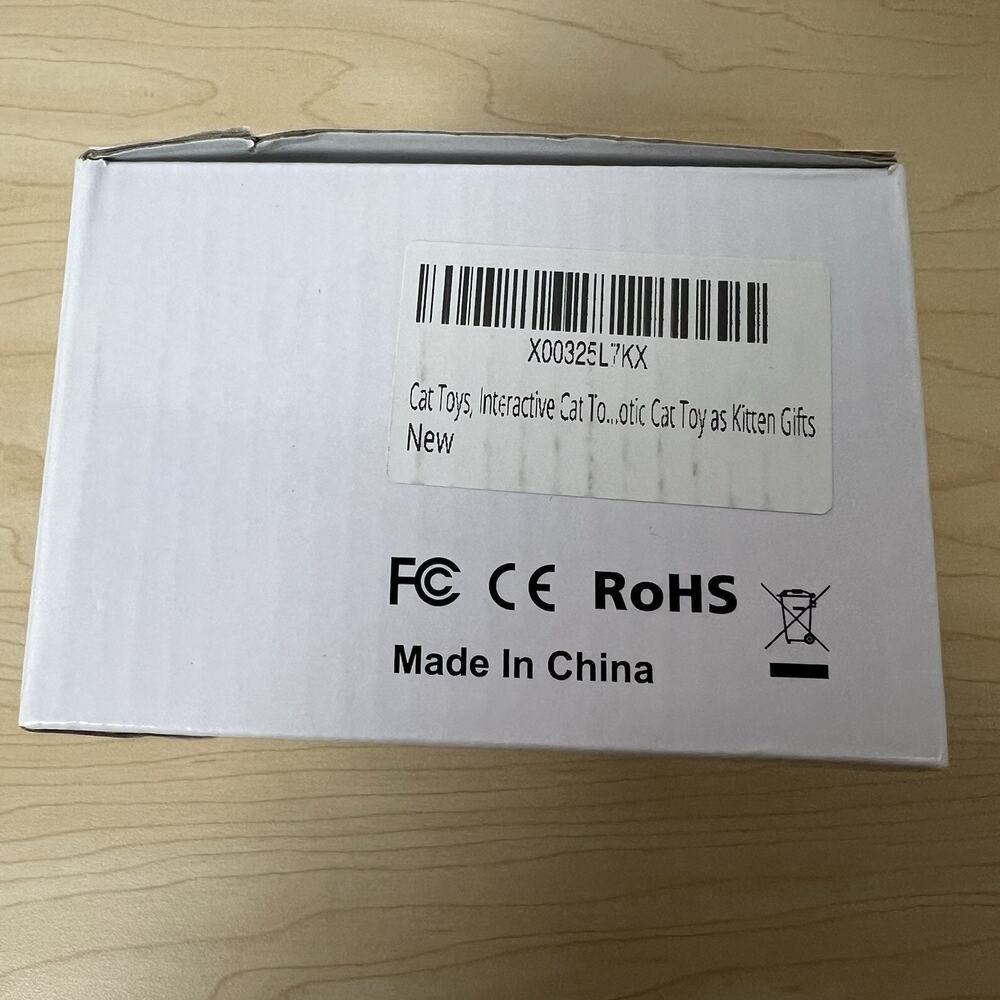 X00325L7KX
Cat Toys, Interactive Cat To...otic Cat Toy as Kitten Gifts
New
FC CE RoHS
Made In China